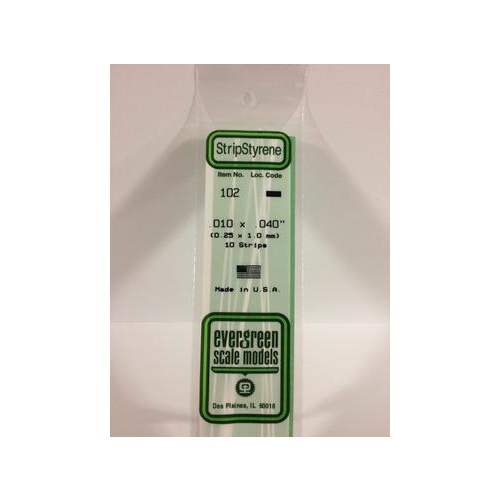 StripStyrene
Item No. Loc. Code
102
.010 x .040"
(0.25 x 1.0 mm)
10 Strips
Made in U.S.A.
evergreen
scale models
Des Plaines, IL 60018